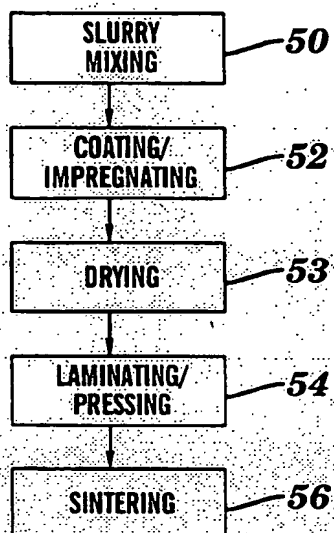 SLURRY
MIXING
50
COATING/
IMPREGNATING
52
DRYING
53
LAMINATING/
PRESSING
54
SINTERING
56